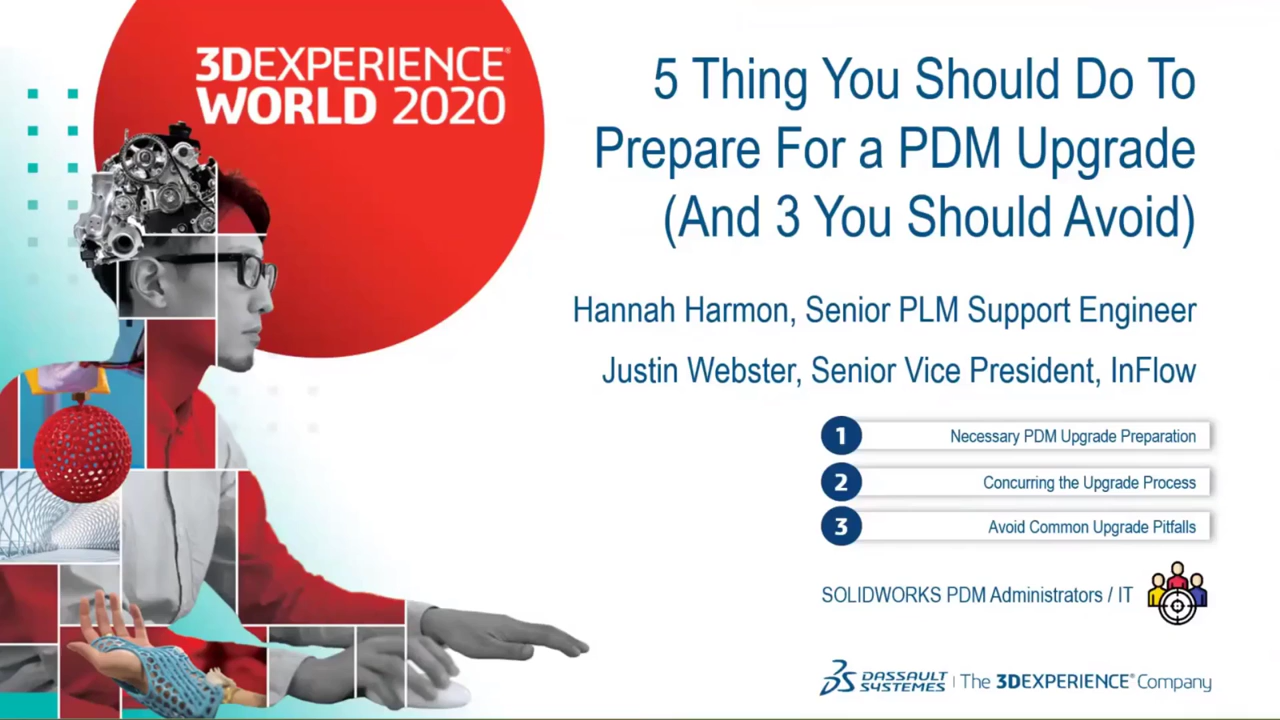 3DEXPERIENCE®
WORLD 2020
5 Thing You Should Do To
Prepare For a PDM Upgrade
(And 3 You Should Avoid)
Hannah Harmon, Senior PLM Support Engineer
Justin Webster, Senior Vice President, InFlow
1 Necessary PDM Upgrade Preparation
2 Concurring the Upgrade Process
3 Avoid Common Upgrade Pitfalls
SOLIDWORKS PDM Administrators / IT
3DS DASSAULT SYSTEMES | The 3DEXPERIENCE® Company